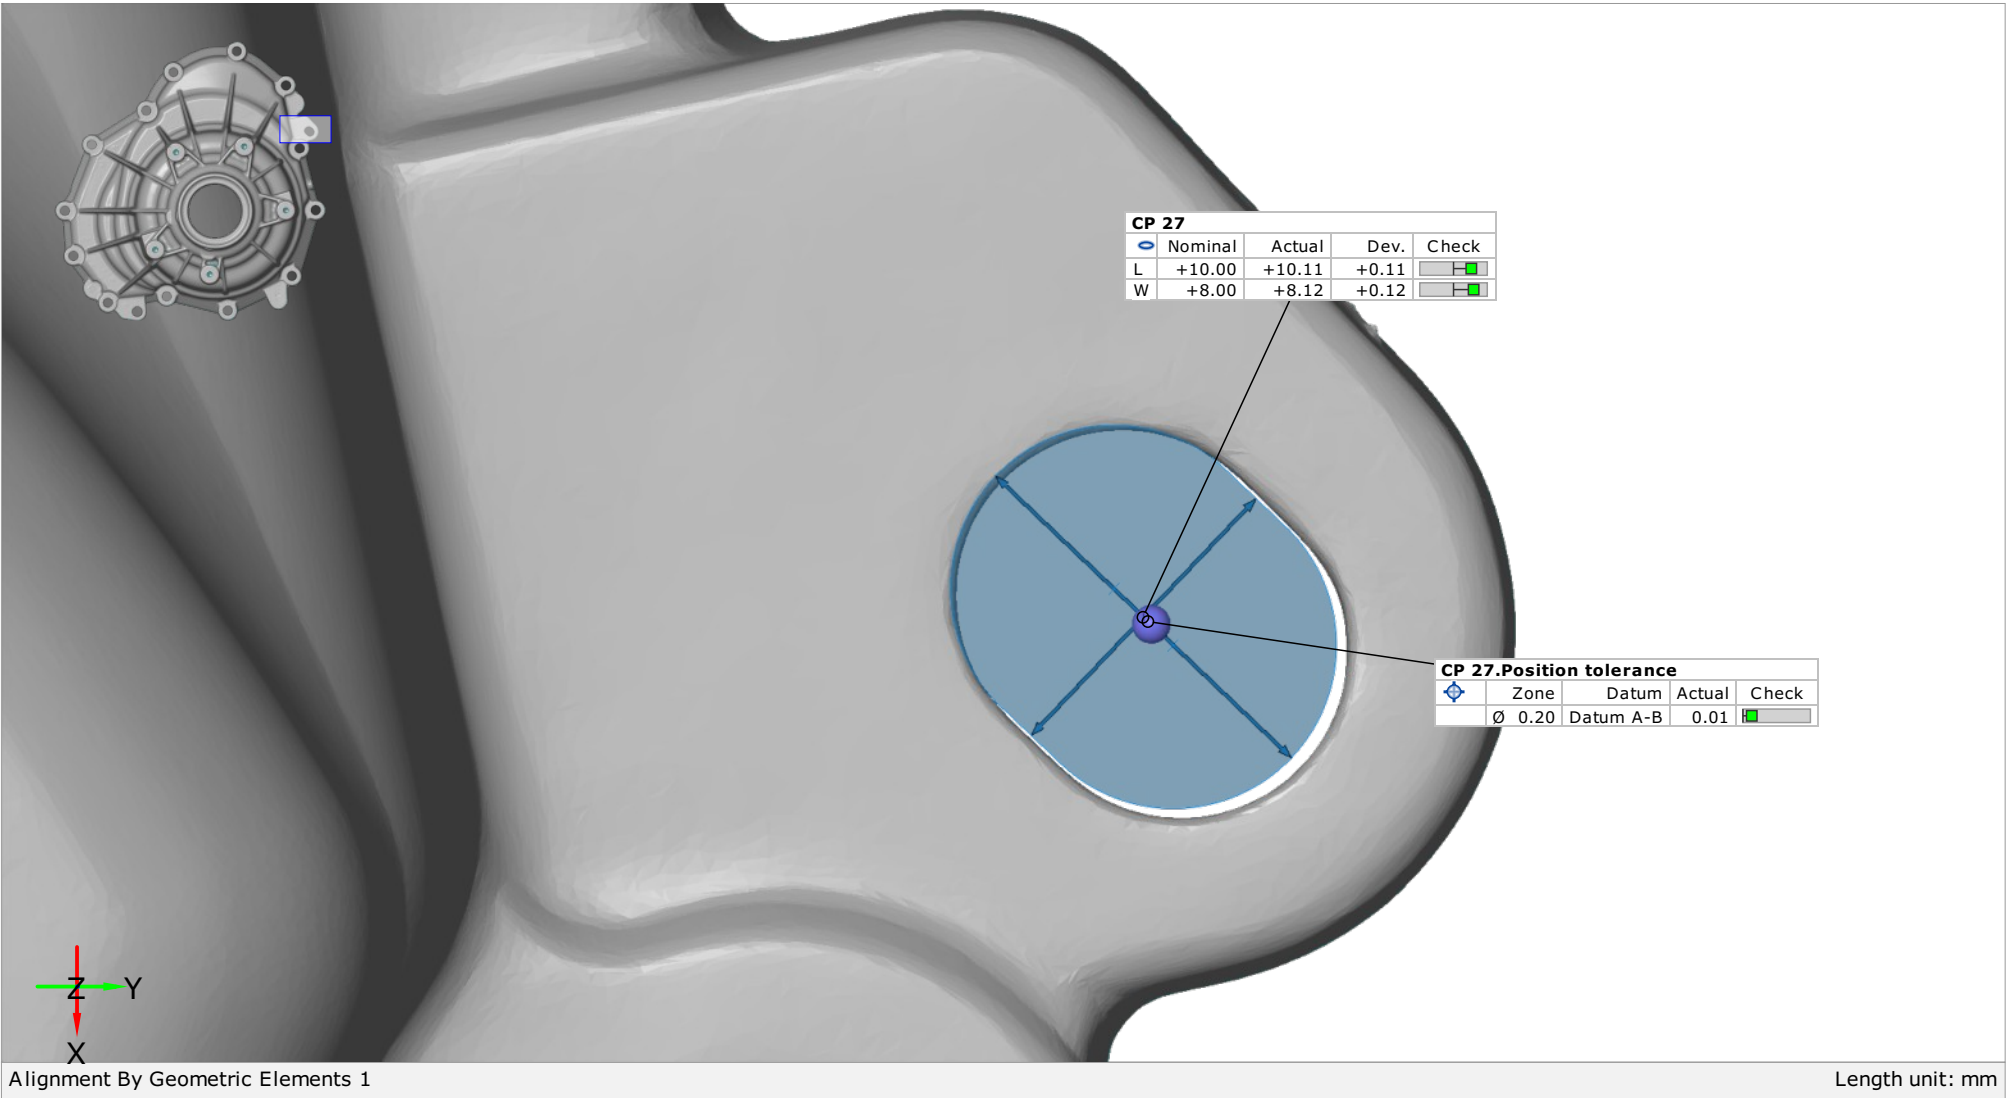 CP 27
Nominal Actual Dev. Check
L +10.00 +10.11 +0.11
W +8.00 +8.12 +0.12
CP 27.Position tolerance
Zone Datum Actual Check
Ø 0.20 Datum A-B 0.01
Z Y
X
Alignment By Geometric Elements 1 Length unit: mm